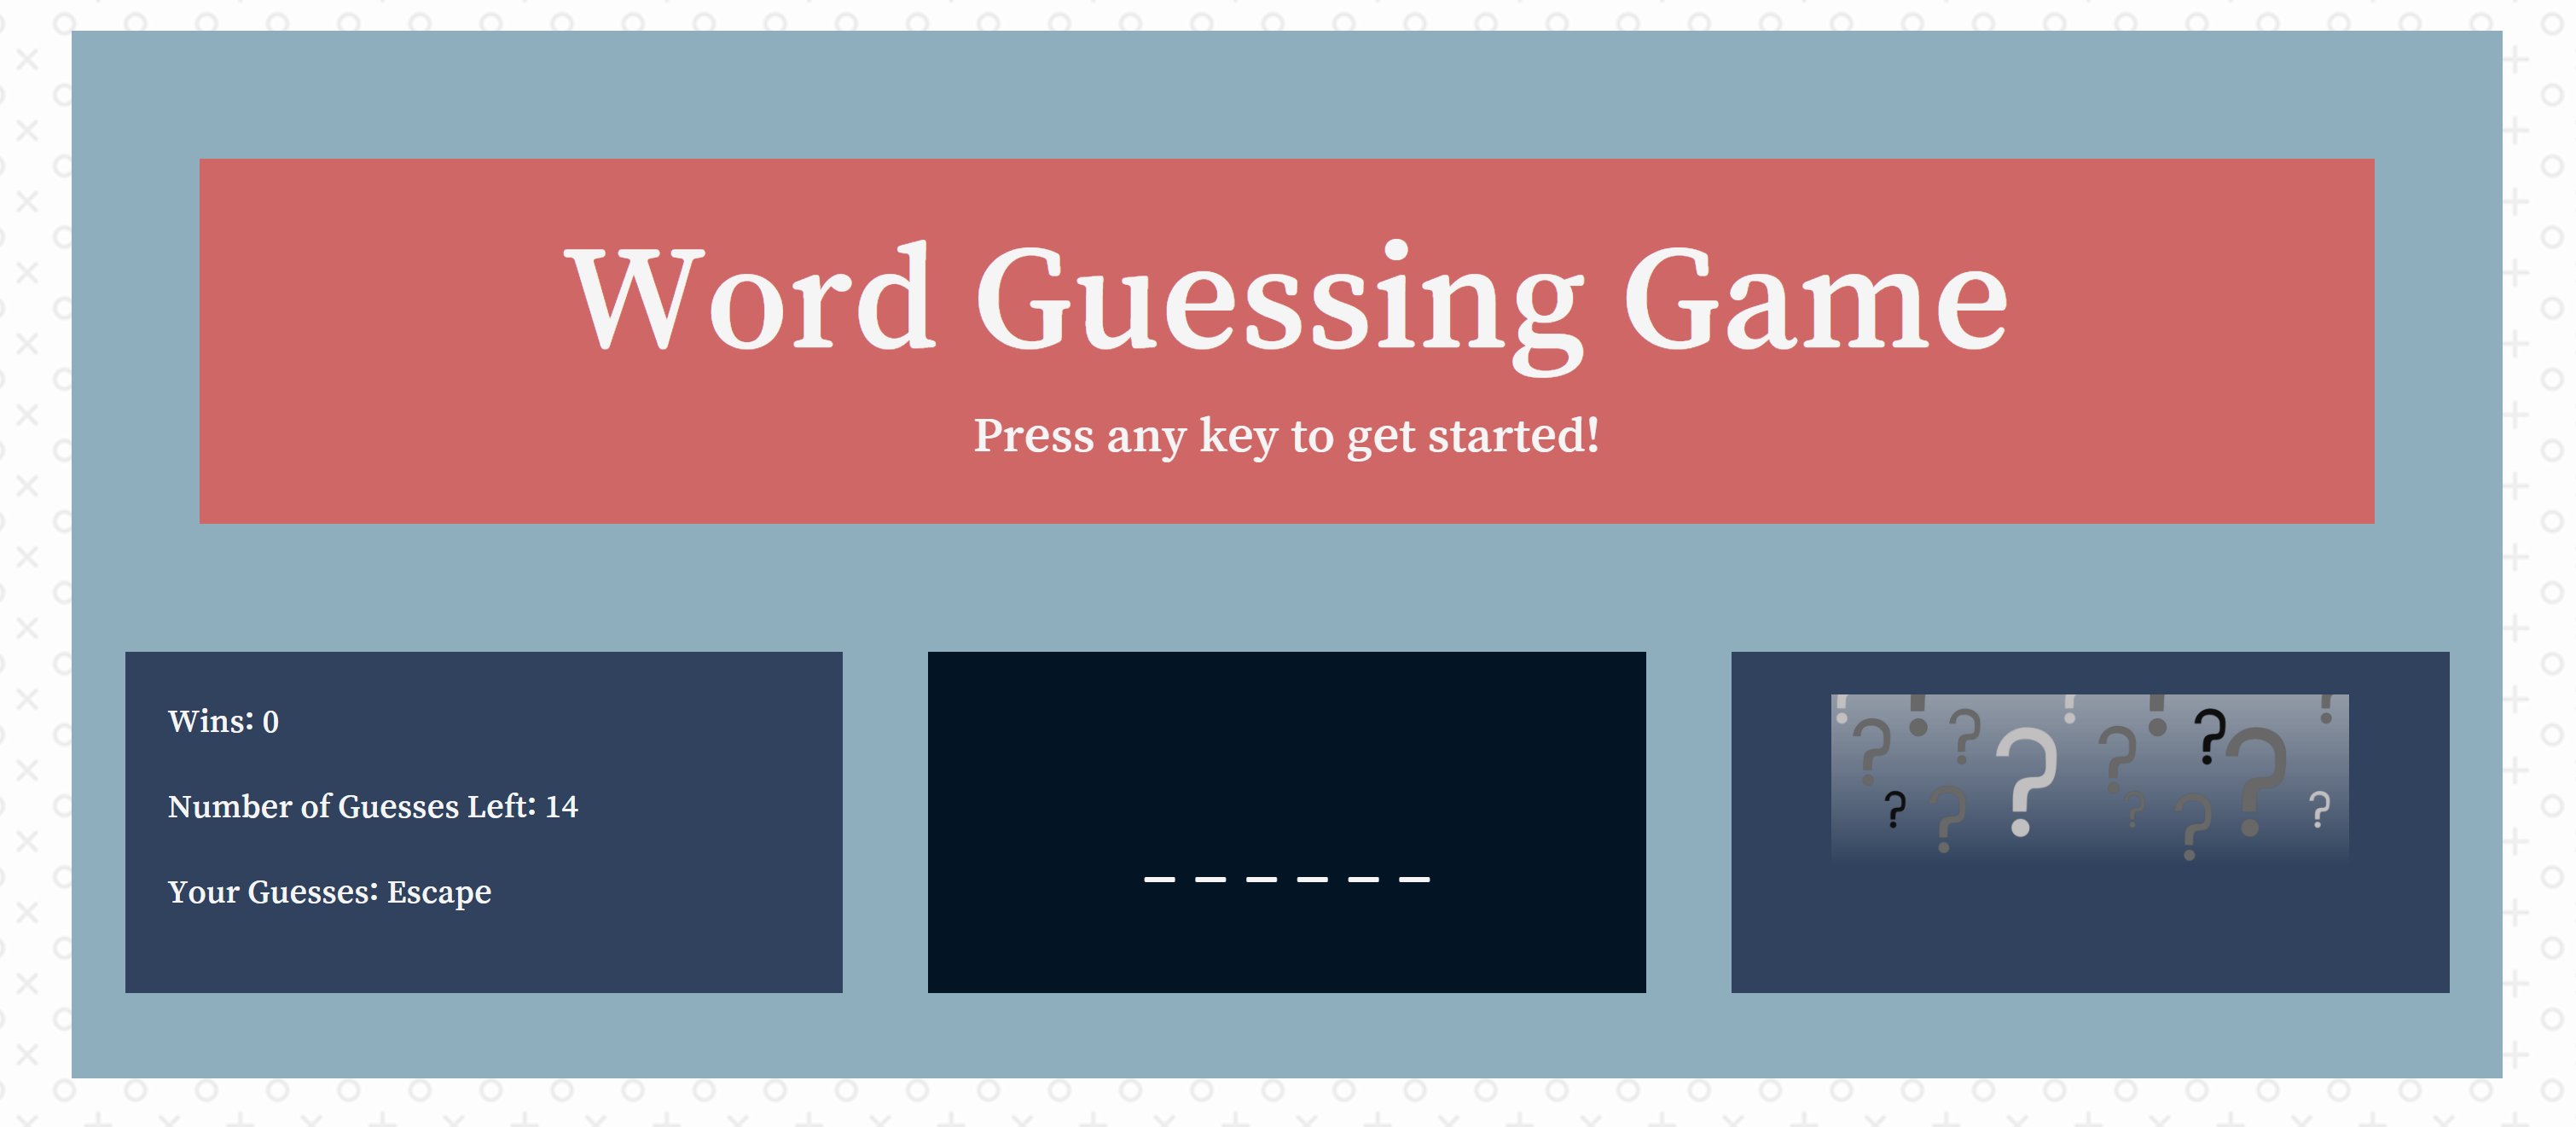 Word Guessing Game
Press any key to get started!
Wins: 0
Number of Guesses Left: 14
Your Guesses: Escape
_ _ _ _ _ _